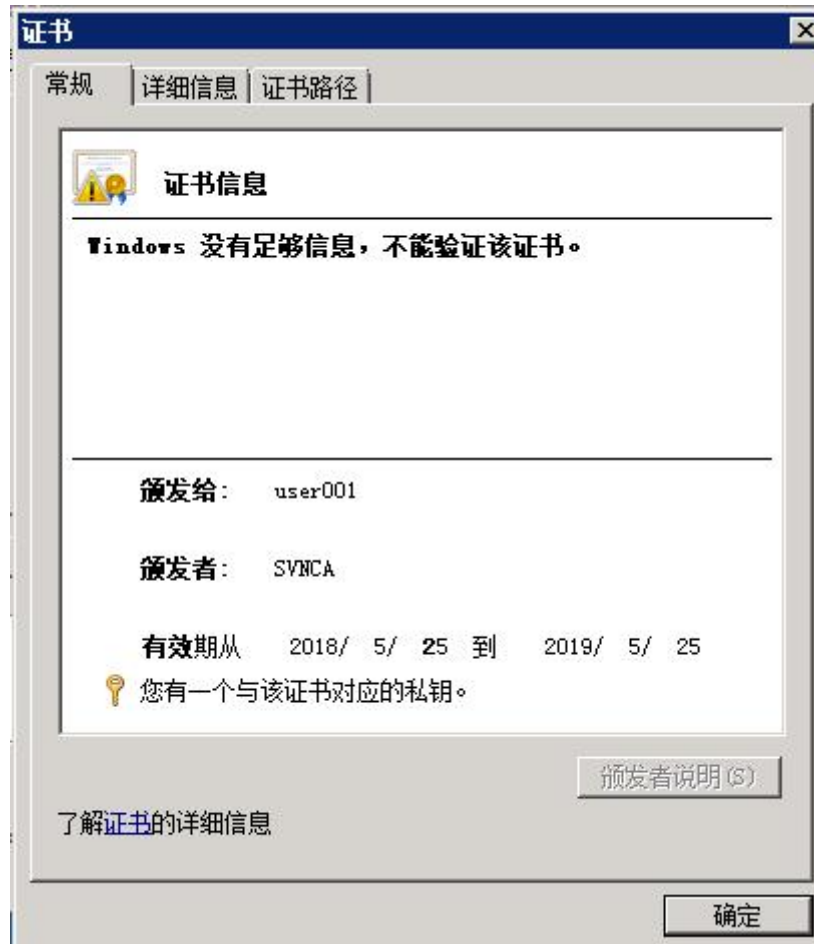 证书
常规 详细信息 证书路径
证书信息
Windows 没有足够信息，不能验证该证书。
颁发给： user001
颁发者： SVNCA
有效期从 2018/ 5/ 25 到 2019/ 5/ 25
您有一个与该证书对应的私钥。
颁发者说明(S)
了解证书的详细信息
确定